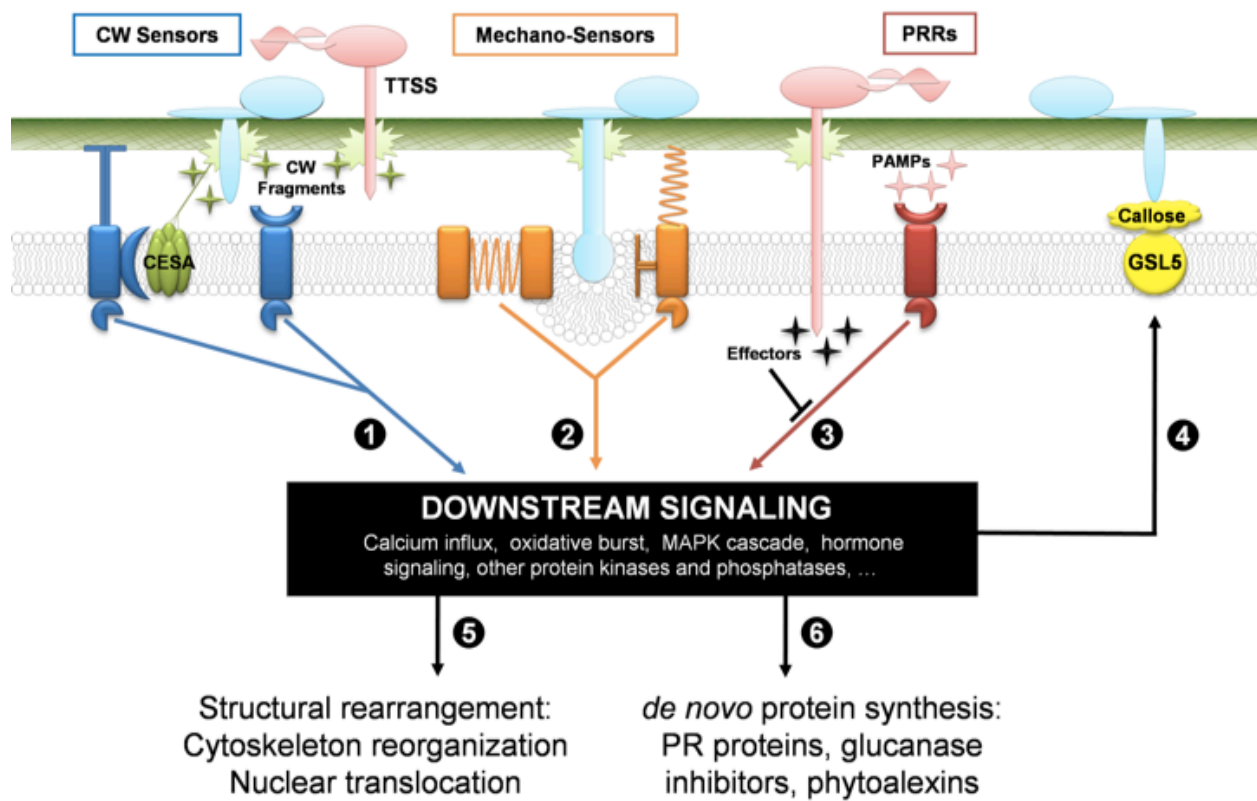 CW Sensors
Mechano-Sensors
PRRs
TTSS
CW
Fragments
PAMPs
CESA
Callose
GSL5
Effectors
1
2
3
4
DOWNSTREAM SIGNALING
Calcium influx, oxidative burst, MAPK cascade, hormone
signaling, other protein kinases and phosphatases, ...
5
6
Structural rearrangement:
Cytoskeleton reorganization
Nuclear translocation
de novo protein synthesis:
PR proteins, glucanase
inhibitors, phytoalexins